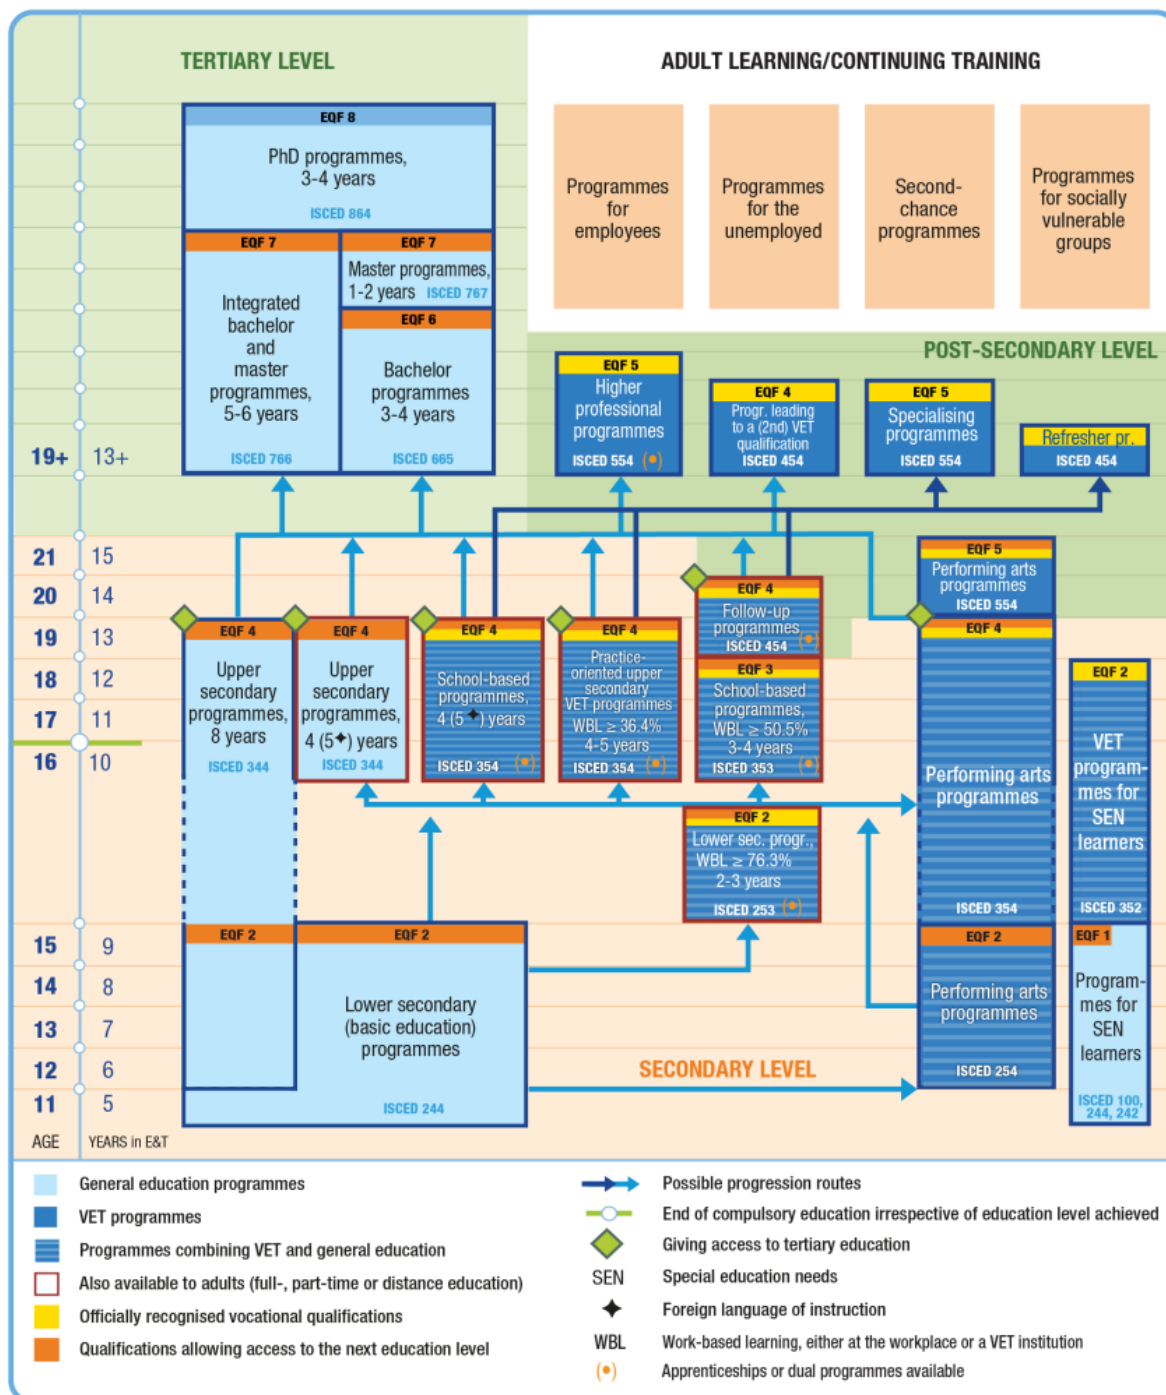 TERTIARY LEVEL
ADULT LEARNING/CONTINUING TRAINING
EQF 8
PhD programmes,
3-4 years
ISCED 864
EQF 7
Integrated
bachelor
and
master
programmes,
5-6 years
ISCED 766
EQF 7
Master programmes,
1-2 years ISCED 767
EQF 6
Bachelor
programmes
3-4 years
ISCED 665
Programmes
for
employees
Programmes
for the
unemployed
Second-
chance
programmes
Programmes
for socially
vulnerable
groups
POST-SECONDARY LEVEL
EQF 5
Higher
professional
programmes
ISCED 554 (•)
EQF 4
Progr. leading
to a (2nd) VET
qualification
ISCED 454
EQF 5
Specialising
programmes
ISCED 554
Refresher pr.
ISCED 454
19+ 13+
21 15
20 14
19 13
18 12
17 11
16 10
15 9
14 8
13 7
12 6
11 5
AGE YEARS in E&T
EQF 4
Upper
secondary
programmes,
8 years
ISCED 344
EQF 4
Upper
secondary
programmes,
4 (5✦) years
ISCED 344
EQF 4
School-based
programmes,
4 (5✦) years
ISCED 354 (•)
EQF 4
Practice-
oriented upper
secondary
VET programmes
WBL ≥ 36.4%
4-5 years
ISCED 354 (•)
EQF 4
Follow-up
programmes
ISCED 454 (•)
EQF 3
School-based
programmes,
WBL ≥ 50.5%
3-4 years
ISCED 353 (•)
EQF 2
Lower sec. progr.,
WBL ≥ 76.3%
2-3 years
ISCED 253 (•)
EQF 5
Performing arts
programmes
ISCED 554
EQF 4
Performing arts
programmes
ISCED 354
EQF 2
Performing arts
programmes
ISCED 254
EQF 2
VET
program-
mes for
SEN
learners
ISCED 352
EQF 1
Program-
mes for
SEN
learners
ISCED 100,
244, 242
EQF 2
EQF 2
Lower secondary
(basic education)
programmes
ISCED 244
SECONDARY LEVEL
General education programmes
VET programmes
Programmes combining VET and general education
Also available to adults (full-, part-time or distance education)
Officially recognised vocational qualifications
Qualifications allowing access to the next education level
Possible progression routes
End of compulsory education irrespective of education level achieved
Giving access to tertiary education
SEN Special education needs
✦ Foreign language of instruction
WBL Work-based learning, either at the workplace or a VET institution
(•) Apprenticeships or dual programmes available